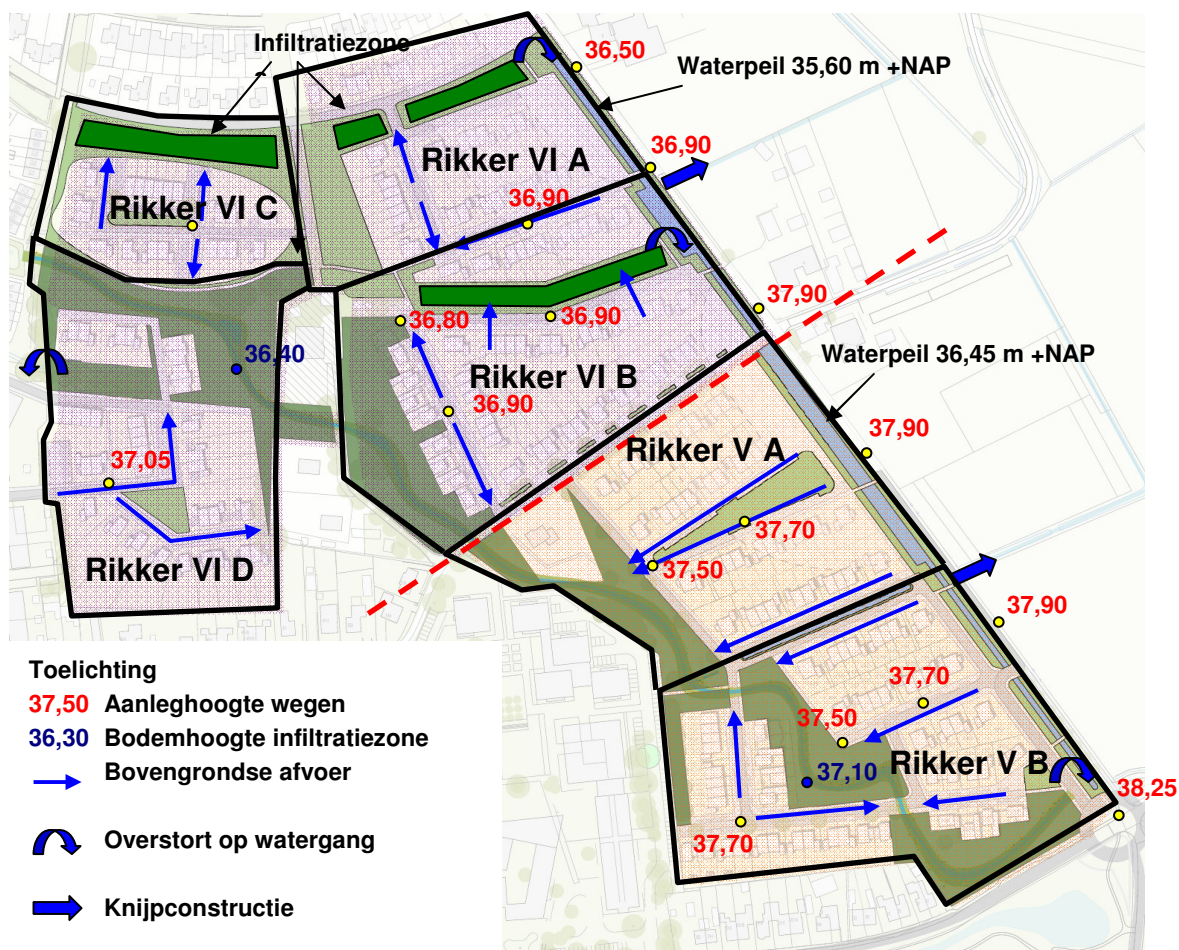 Infiltratiezone
36,50
Waterpeil 35,60 m +NAP
36,90
Rikker VI A
36,90
Rikker VI C
37,90
36,80
36,90
36,40
Waterpeil 36,45 m +NAP
Rikker VI B
36,90
37,90
Rikker V A
37,05
37,70
37,50
Rikker VI D
37,90
37,70
37,50
Rikker V B
37,10
38,25
37,70
Toelichting
37,50 Aanleghoogte wegen
36,30 Bodemhoogte infiltratiezone
Bovengrondse afvoer
Overstort op watergang
Knijpconstructie